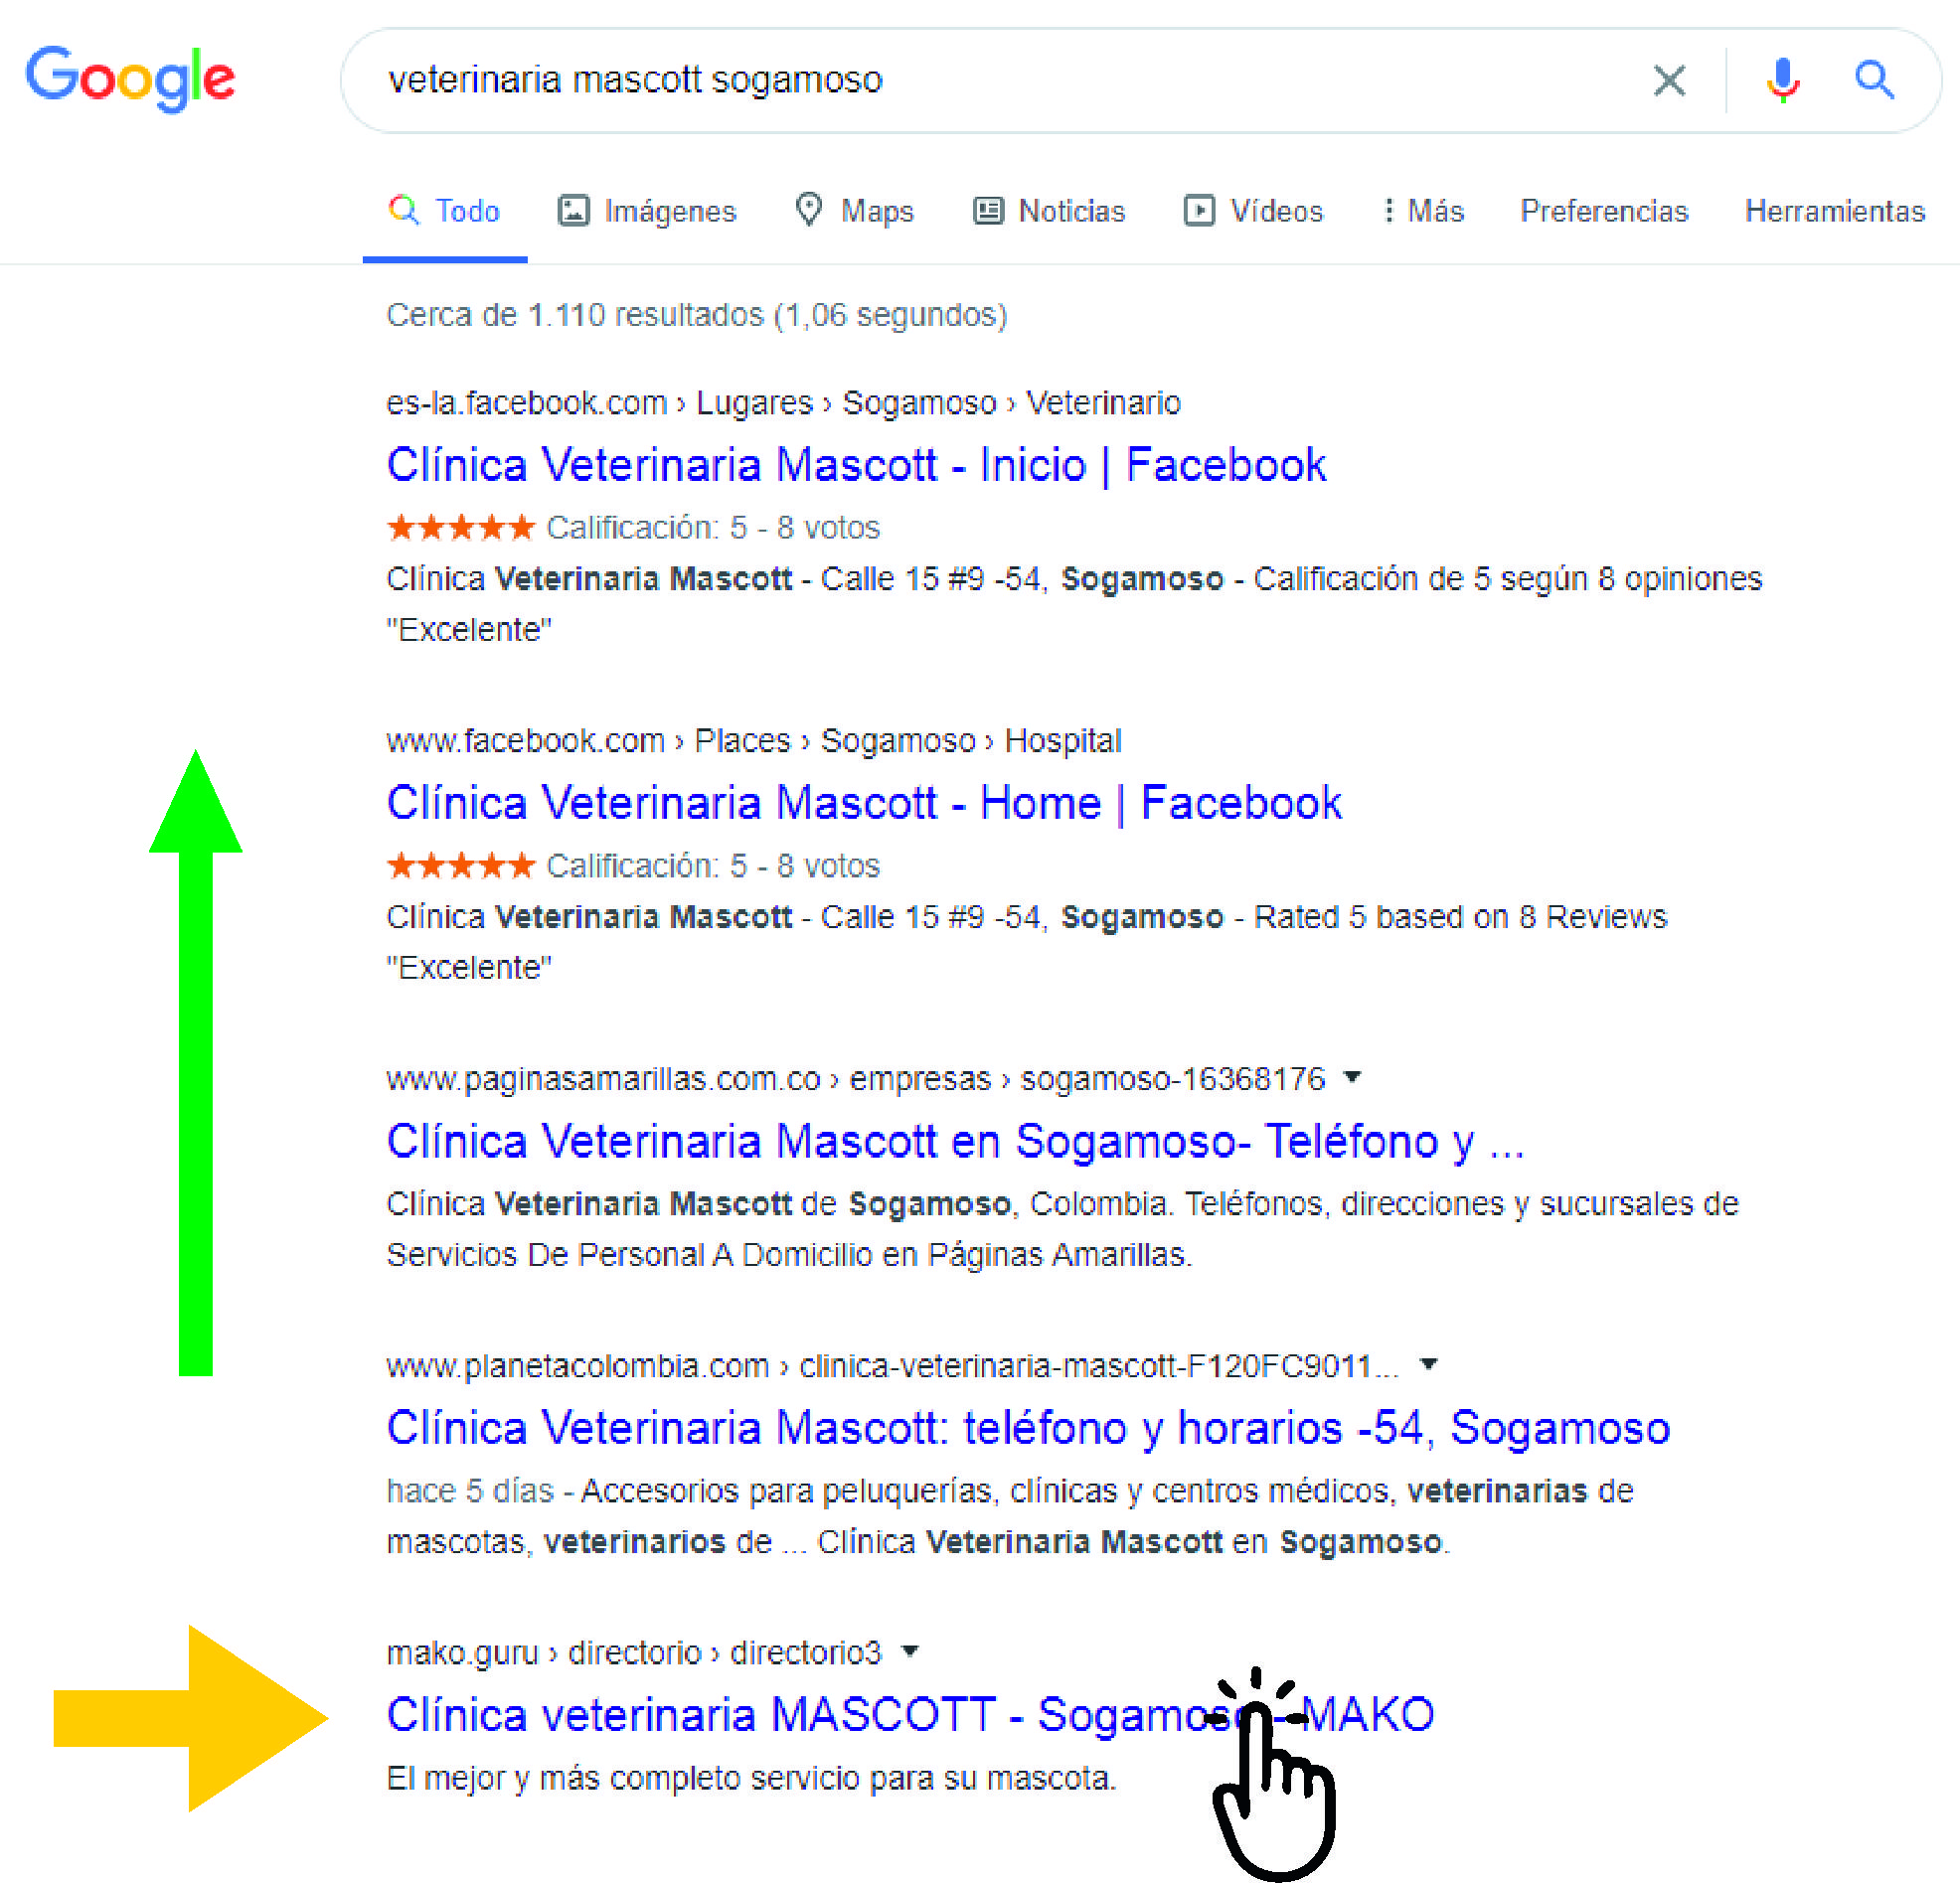 Google
veterinaria mascott sogamoso
Todo Imágenes Maps Noticias Vídeos Más Preferencias Herramientas
Cerca de 1.110 resultados (1,06 segundos)
es-la.facebook.com › Lugares › Sogamoso › Veterinario
Clínica Veterinaria Mascott - Inicio | Facebook
Calificación: 5 - 8 votos
Clínica Veterinaria Mascott - Calle 15 #9 -54, Sogamoso - Calificación de 5 según 8 opiniones
"Excelente"
www.facebook.com › Places › Sogamoso › Hospital
Clínica Veterinaria Mascott - Home | Facebook
Calificación: 5 - 8 votos
Clínica Veterinaria Mascott - Calle 15 #9 -54, Sogamoso - Rated 5 based on 8 Reviews
"Excelente"
www.paginasamarillas.com.co › empresas › sogamoso-16368176
Clínica Veterinaria Mascott en Sogamoso- Teléfono y ...
Clínica Veterinaria Mascott de Sogamoso, Colombia. Teléfonos, direcciones y sucursales de
Servicios De Personal A Domicilio en Páginas Amarillas.
www.planetacolombia.com › clinica-veterinaria-mascott-F120FC9011...
Clínica Veterinaria Mascott: teléfono y horarios -54, Sogamoso
hace 5 días - Accesorios para peluquerías, clínicas y centros médicos, veterinarias de
mascotas, veterinarios de ... Clínica Veterinaria Mascott en Sogamoso.
mako.guru › directorio › directorio3
Clínica veterinaria MASCOTT - Sogamoso - MAKO
El mejor y más completo servicio para su mascota.